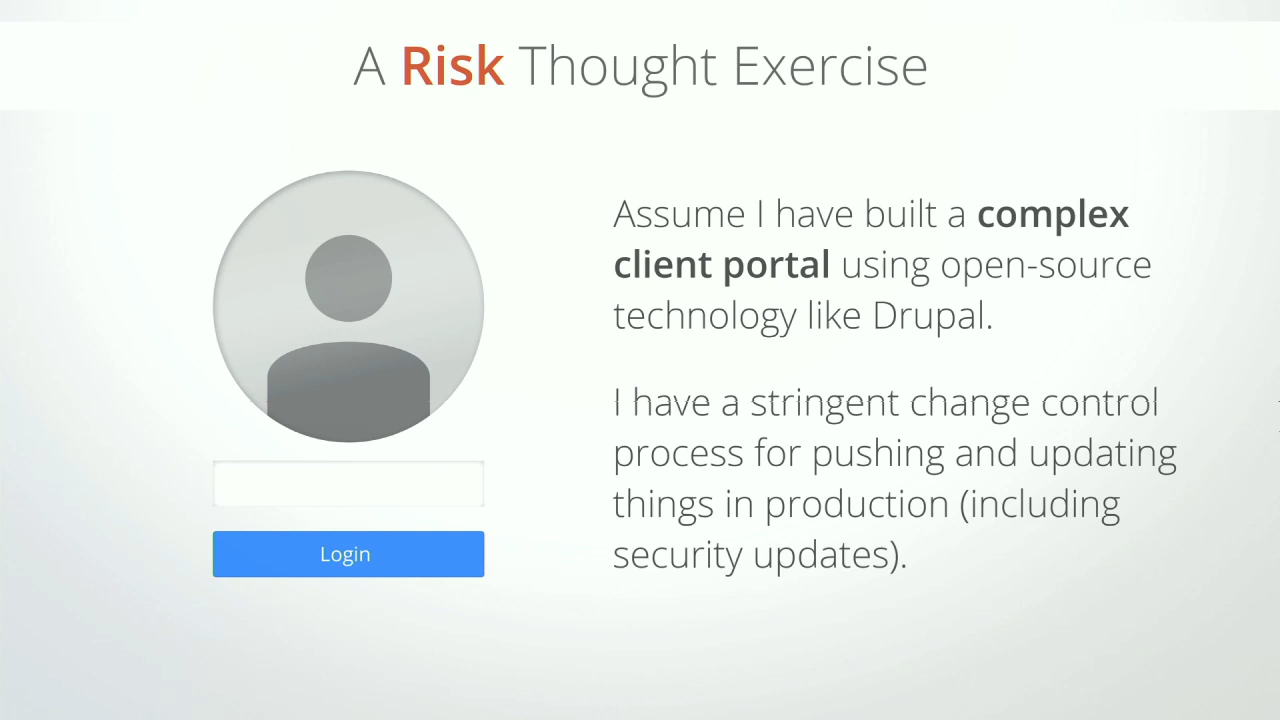 A Risk Thought Exercise
Assume I have built a complex
client portal using open-source
technology like Drupal.
I have a stringent change control
process for pushing and updating
things in production (including
security updates).
Login